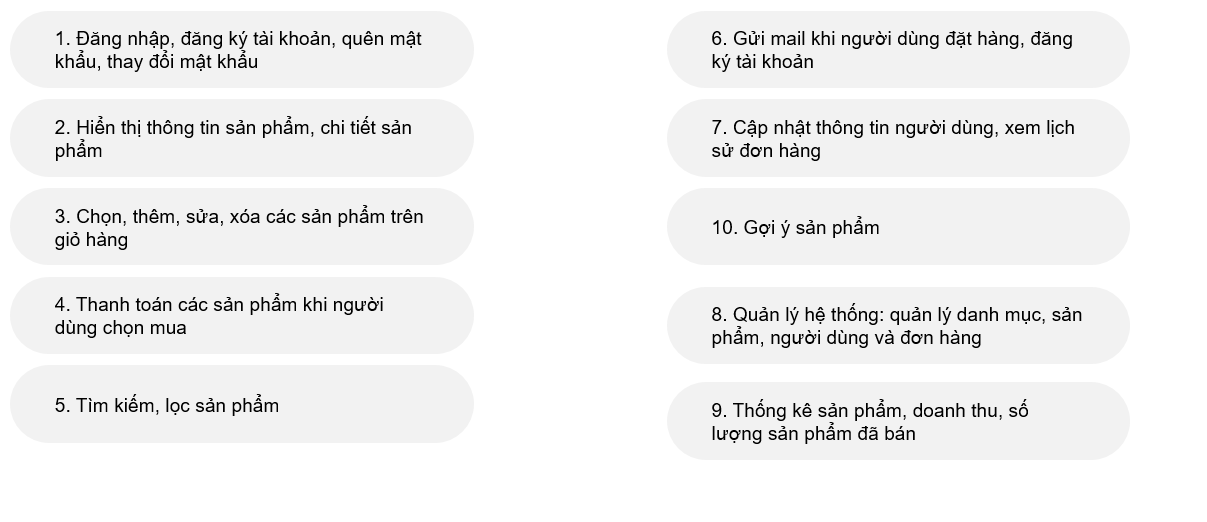 1. Đăng nhập, đăng ký tài khoản, quên mật
khẩu, thay đổi mật khẩu
2. Hiển thị thông tin sản phẩm, chi tiết sản
phẩm
3. Chọn, thêm, sửa, xóa các sản phẩm trên
giỏ hàng
4. Thanh toán các sản phẩm khi người
dùng chọn mua
5. Tìm kiếm, lọc sản phẩm
6. Gửi mail khi người dùng đặt hàng, đăng
ký tài khoản
7. Cập nhật thông tin người dùng, xem lịch
sử đơn hàng
10. Gợi ý sản phẩm
8. Quản lý hệ thống: quản lý danh mục, sản
phẩm, người dùng và đơn hàng
9. Thống kê sản phẩm, doanh thu, số
lượng sản phẩm đã bán